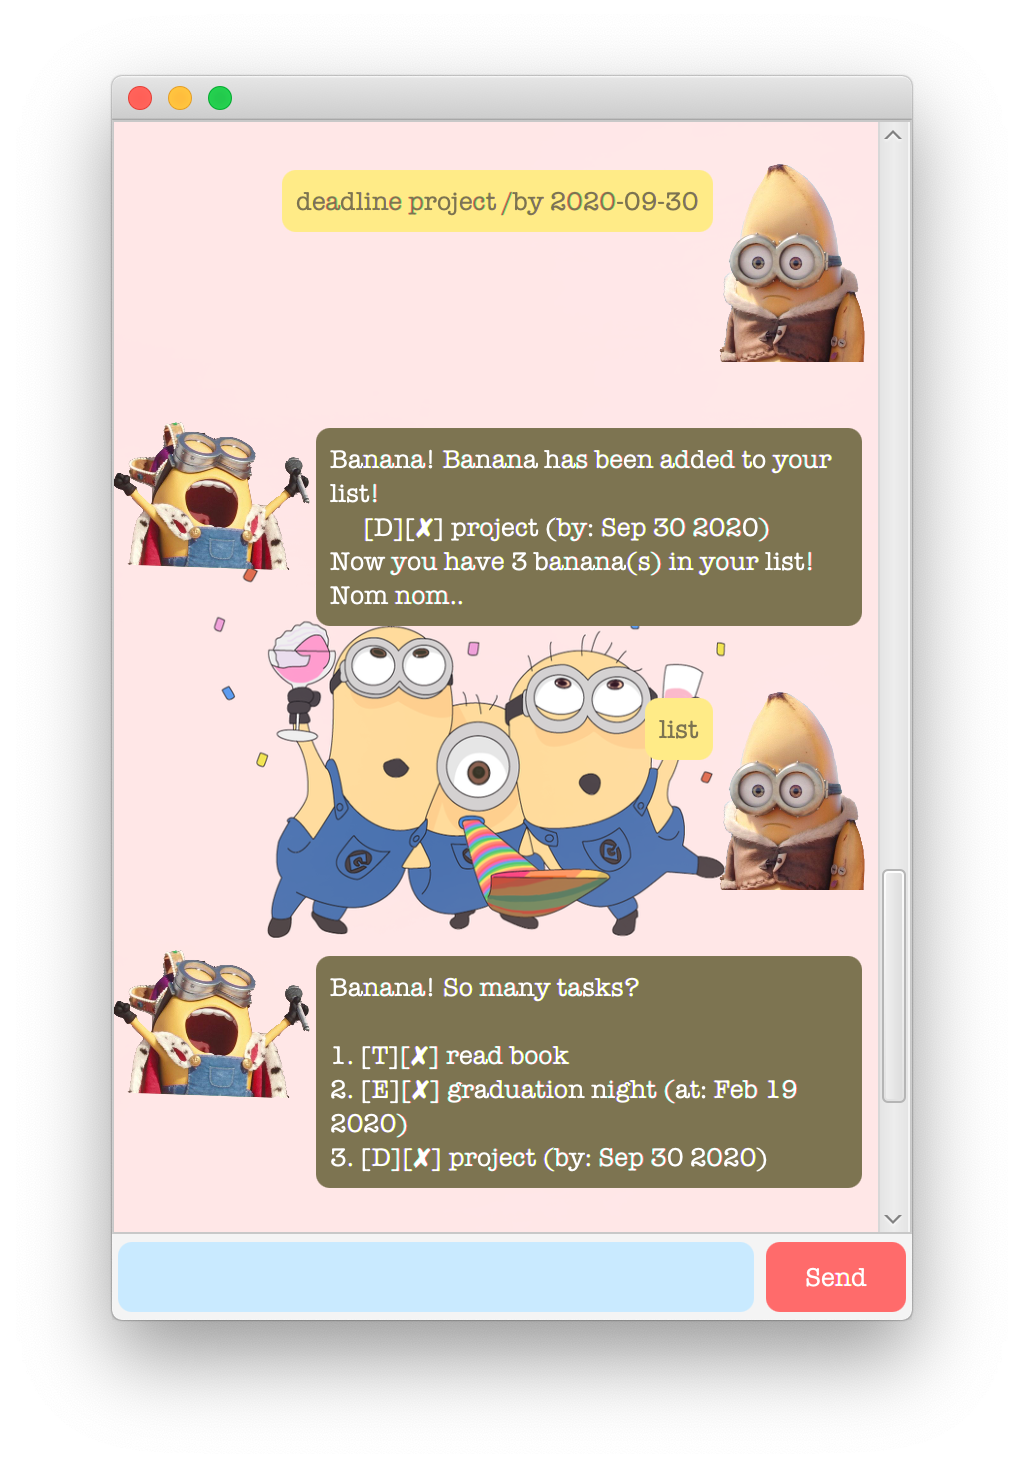 deadline project /by 2020-09-30
Banana! Banana has been added to your
list!
[D][✘] project (by: Sep 30 2020)
Now you have 3 banana(s) in your list!
Nom nom..
list
Banana! So many tasks?
1. [T][✘] read book
2. [E][✘] graduation night (at: Feb 19
2020)
3. [D][✘] project (by: Sep 30 2020)
Send